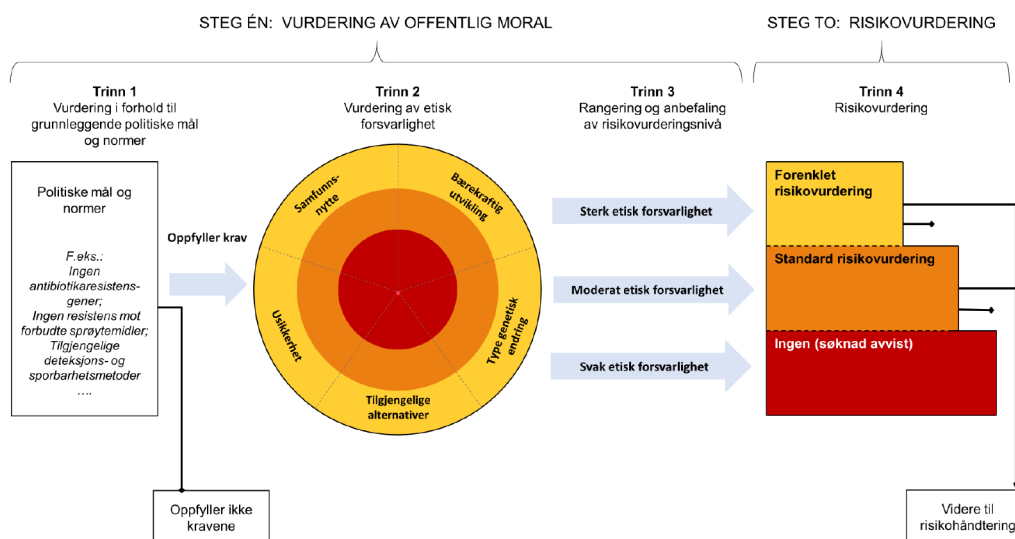 STEG ÉN: VURDERING AV OFFENTLIG MORAL
STEG TO: RISIKOVURDERING
Trinn 1
Vurdering i forhold til
grunnleggende politiske mål
og normer
Trinn 2
Vurdering av etisk
forsvarlighet
Trinn 3
Rangering og anbefaling
av risikovurderingsnivå
Trinn 4
Risikovurdering
Politiske mål og
normer
F.eks.:
Ingen
antibiotikaresistens-
gener;
Ingen resistens mot
forbudte sprøytemidler;
Tilgjengelige
deteksjons- og
sporbarhetsmetoder
....
Oppfyller krav
Oppfyller ikke
kravene
Samfunns-
nytte
Bærekraftig
utvikling
Usikkerhet
Type genetisk
endring
Tilgjengelige
alternativer
Sterk etisk forsvarlighet
Moderat etisk forsvarlighet
Svak etisk forsvarlighet
Forenklet
risikovurdering
Standard risikovurdering
Ingen (søknad avvist)
Videre til
risikohåndtering